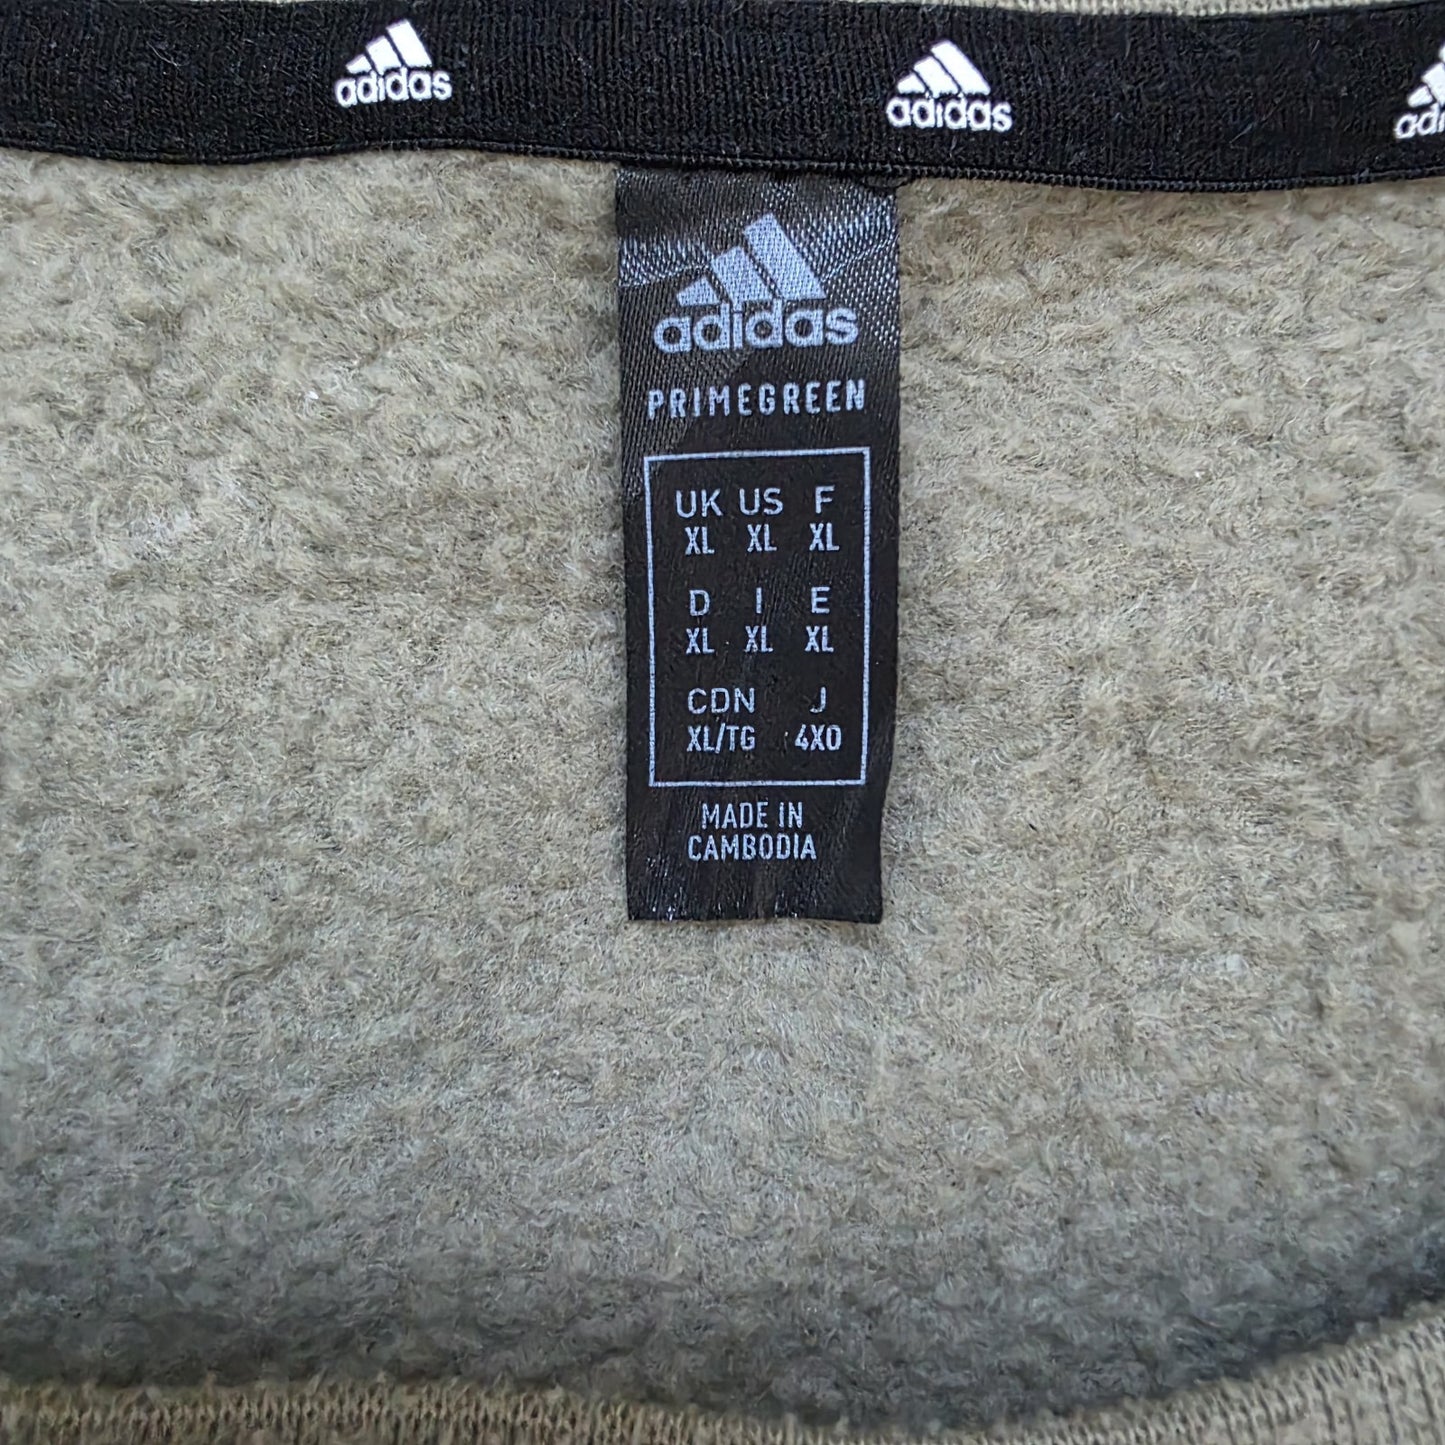 adidas adidas adi
adidas
PRIMEGREEN
UK US F
XL XL XL
D I E
XL XL XL
CDN J
XL/TG 4XO
MADE IN
CAMBODIA